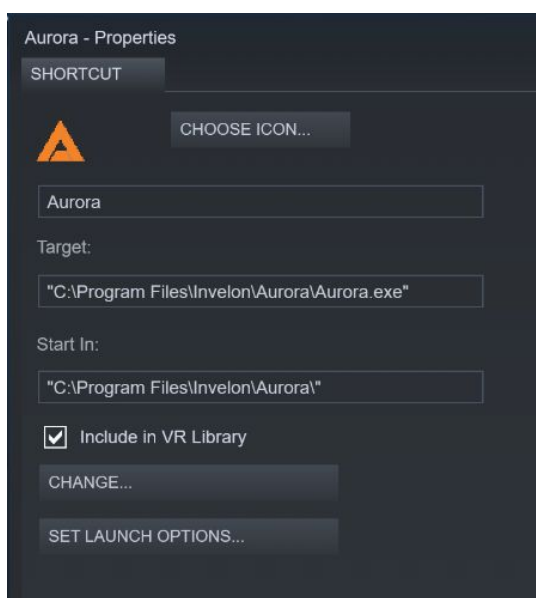 Aurora - Properties
SHORTCUT
CHOOSE ICON...
Aurora
Target:
"C:\Program Files\Invelon\Aurora\Aurora.exe"
Start In:
"C:\Program Files\Invelon\Aurora\"
Include in VR Library
CHANGE...
SET LAUNCH OPTIONS...